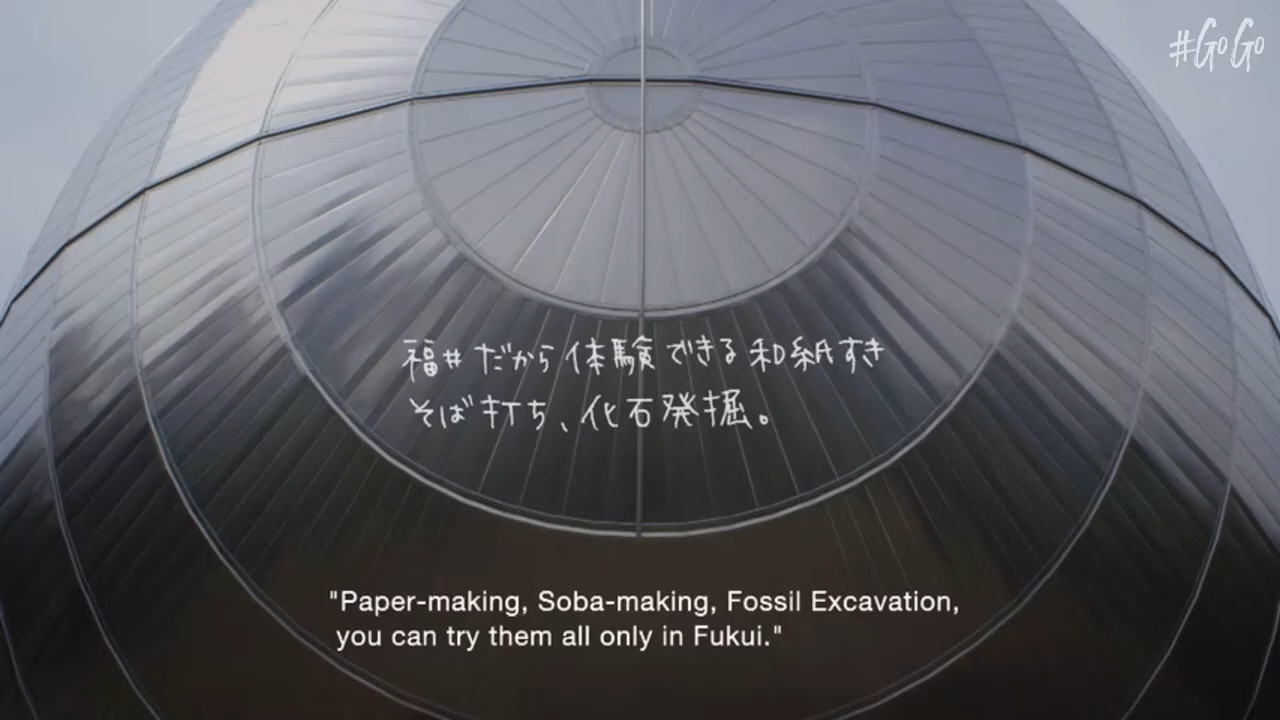 #GoGo
福井だから体験できる和紙すき
そば打ち、化石発掘。
"Paper-making, Soba-making, Fossil Excavation,
you can try them all only in Fukui."